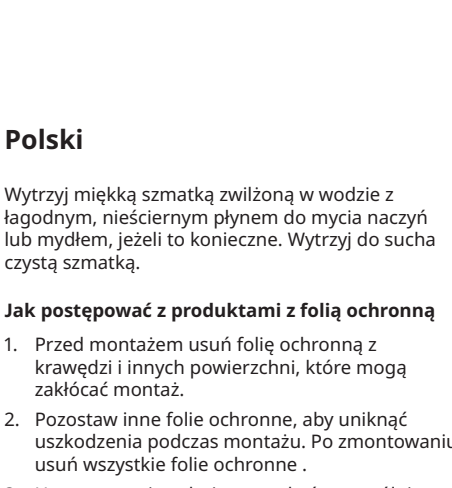 Polski
Wytrzyj miękką szmatką zwilżoną w wodzie z
łagodnym, nieściernym płynem do mycia naczyń
lub mydłem, jeżeli to konieczne. Wytrzyj do sucha
czystą szmatką.
Jak postępować z produktami z folią ochronną
1. Przed montażem usuń folię ochronną z
krawędzi i innych powierzchni, które mogą
zakłócać montaż.
2. Pozostaw inne folie ochronne, aby uniknąć
uszkodzenia podczas montażu. Po zmontowaniu
usuń wszystkie folie ochronne .